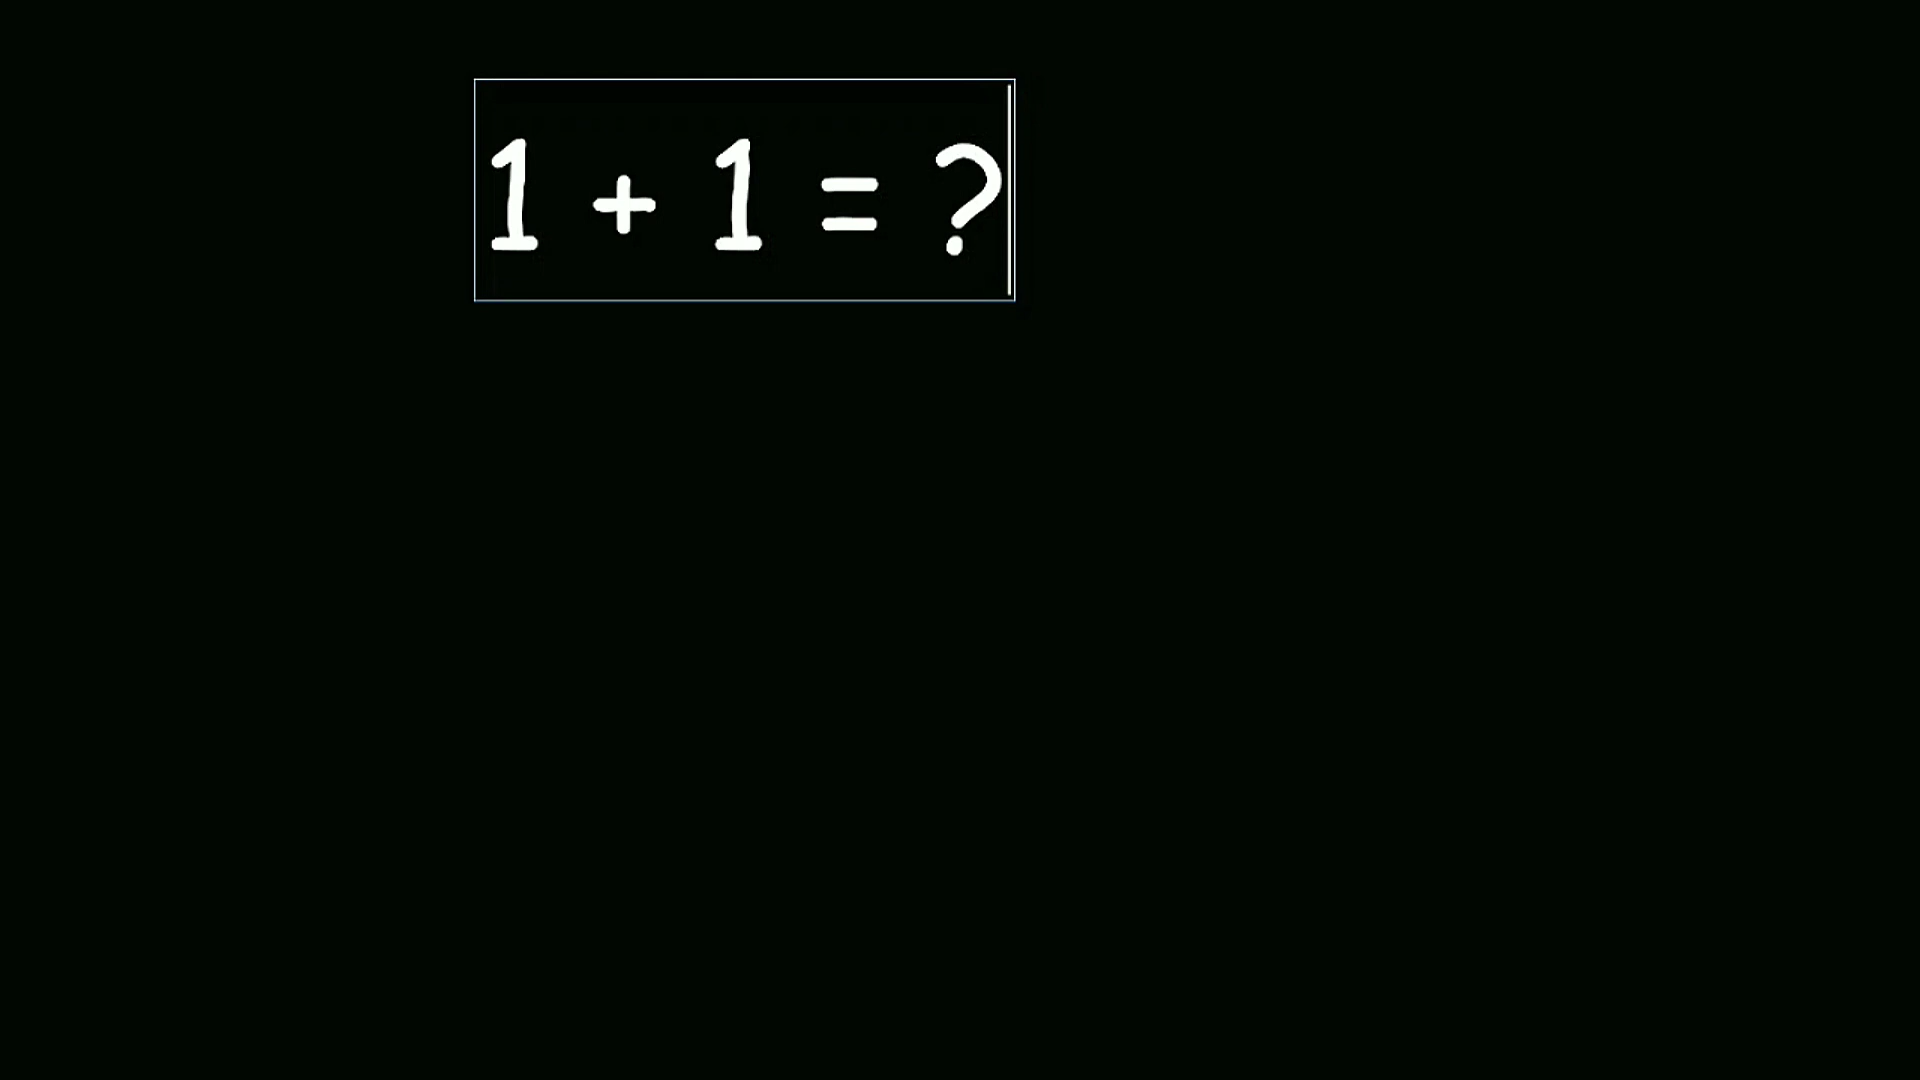 1 + 1 = ?